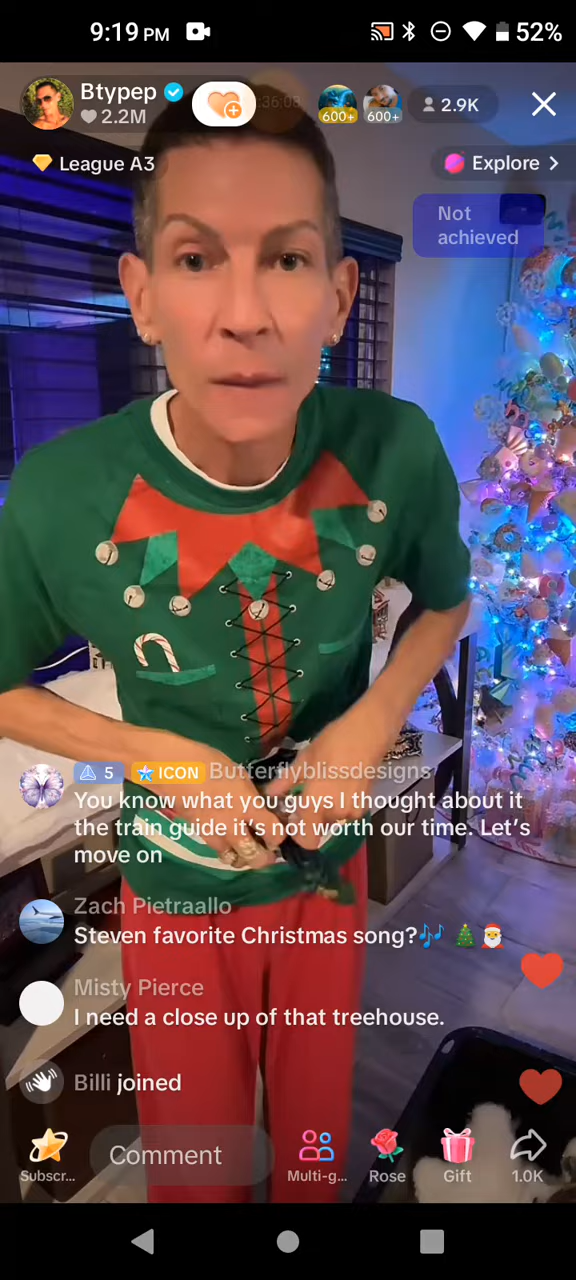 9:19 PM
52%
Btypep
2.2M
36:08
600+
600+
2.9K
League A3
Explore >
Not
achieved
5 ICON Butterflyblissdesigns
You know what you guys I thought about it
the train guide it's not worth our time. Let's
move on
Zach Pietraallo
Steven favorite Christmas song?🎶 🎄🎅
Misty Pierce
I need a close up of that treehouse.
Billi joined
Comment
Subscr...
Multi-g...
Rose
Gift
1.0K